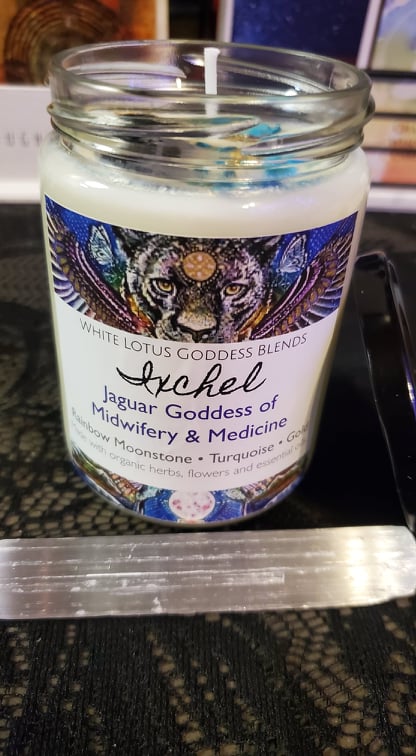 WHITE LOTUS GODDESS BLENDS
Ixchel
Jaguar Goddess of
Midwifery & Medicine
Rainbow Moonstone • Turquoise •
with organic herbs, flowers and essential